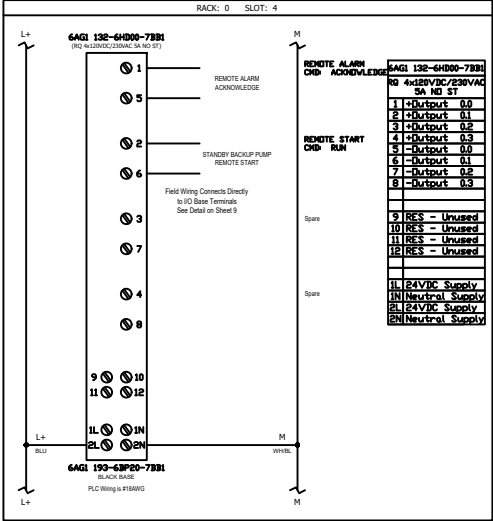 RACK: 0 SLOT: 4
L+
M
6AG1 132-6HD00-7BB1
(RQ 4x120VDC/230VAC 5A NO ST)
1
REMOTE ALARM
ACKNOWLEDGE
5
REMOTE ALARM
CMD: ACKNOWLEDGE
2
STANDBY BACKUP PUMP
REMOTE START
6
REMOTE START
CMD: RUN
Field Wiring Connects Directly
to I/O Base Terminals
See Detail on Sheet 9
3
Spare
7
4
Spare
8
9 10
11 12
1L 1N
2L 2N
L+
BLU
M
WH/BL
6AG1 193-6BP20-7BB1
BLACK BASE
PLC Wiring is #18AWG
L+
M
6AG1 132-6HD00-7BB1
RQ 4x120VDC/230VAC
5A NO ST
1 +Output 0.0
2 +Output 0.1
3 +Output 0.2
4 +Output 0.3
5 -Output 0.0
6 -Output 0.1
7 -Output 0.2
8 -Output 0.3
9 RES - Unused
10 RES - Unused
11 RES - Unused
12 RES - Unused
1L 24VDC Supply
1N Neutral Supply
2L 24VDC Supply
2N Neutral Supply